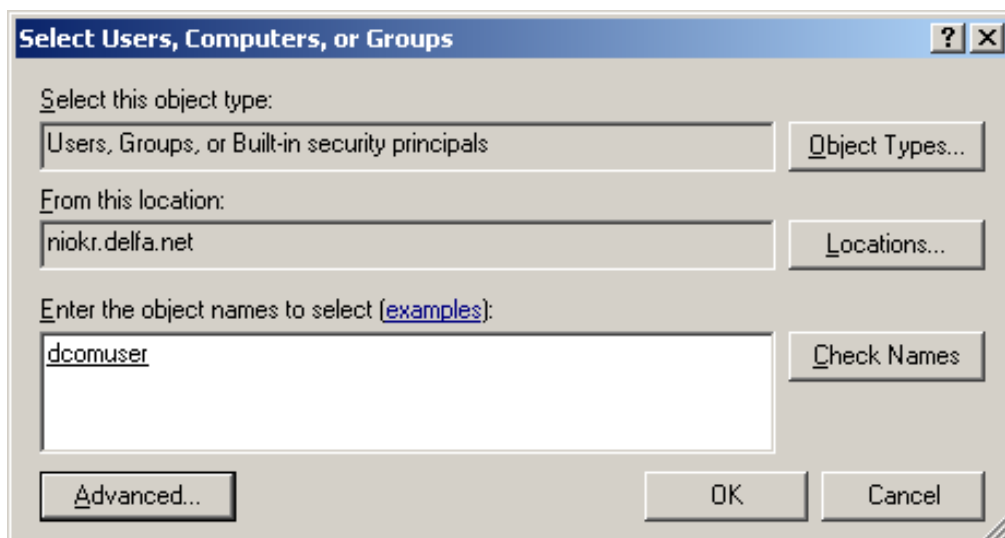 Select Users, Computers, or Groups
? X
Select this object type:
Users, Groups, or Built-in security principals
Object Types...
From this location:
niokr.delfa.net
Locations...
Enter the object names to select (examples):
dcomuser
Check Names
Advanced...
OK
Cancel